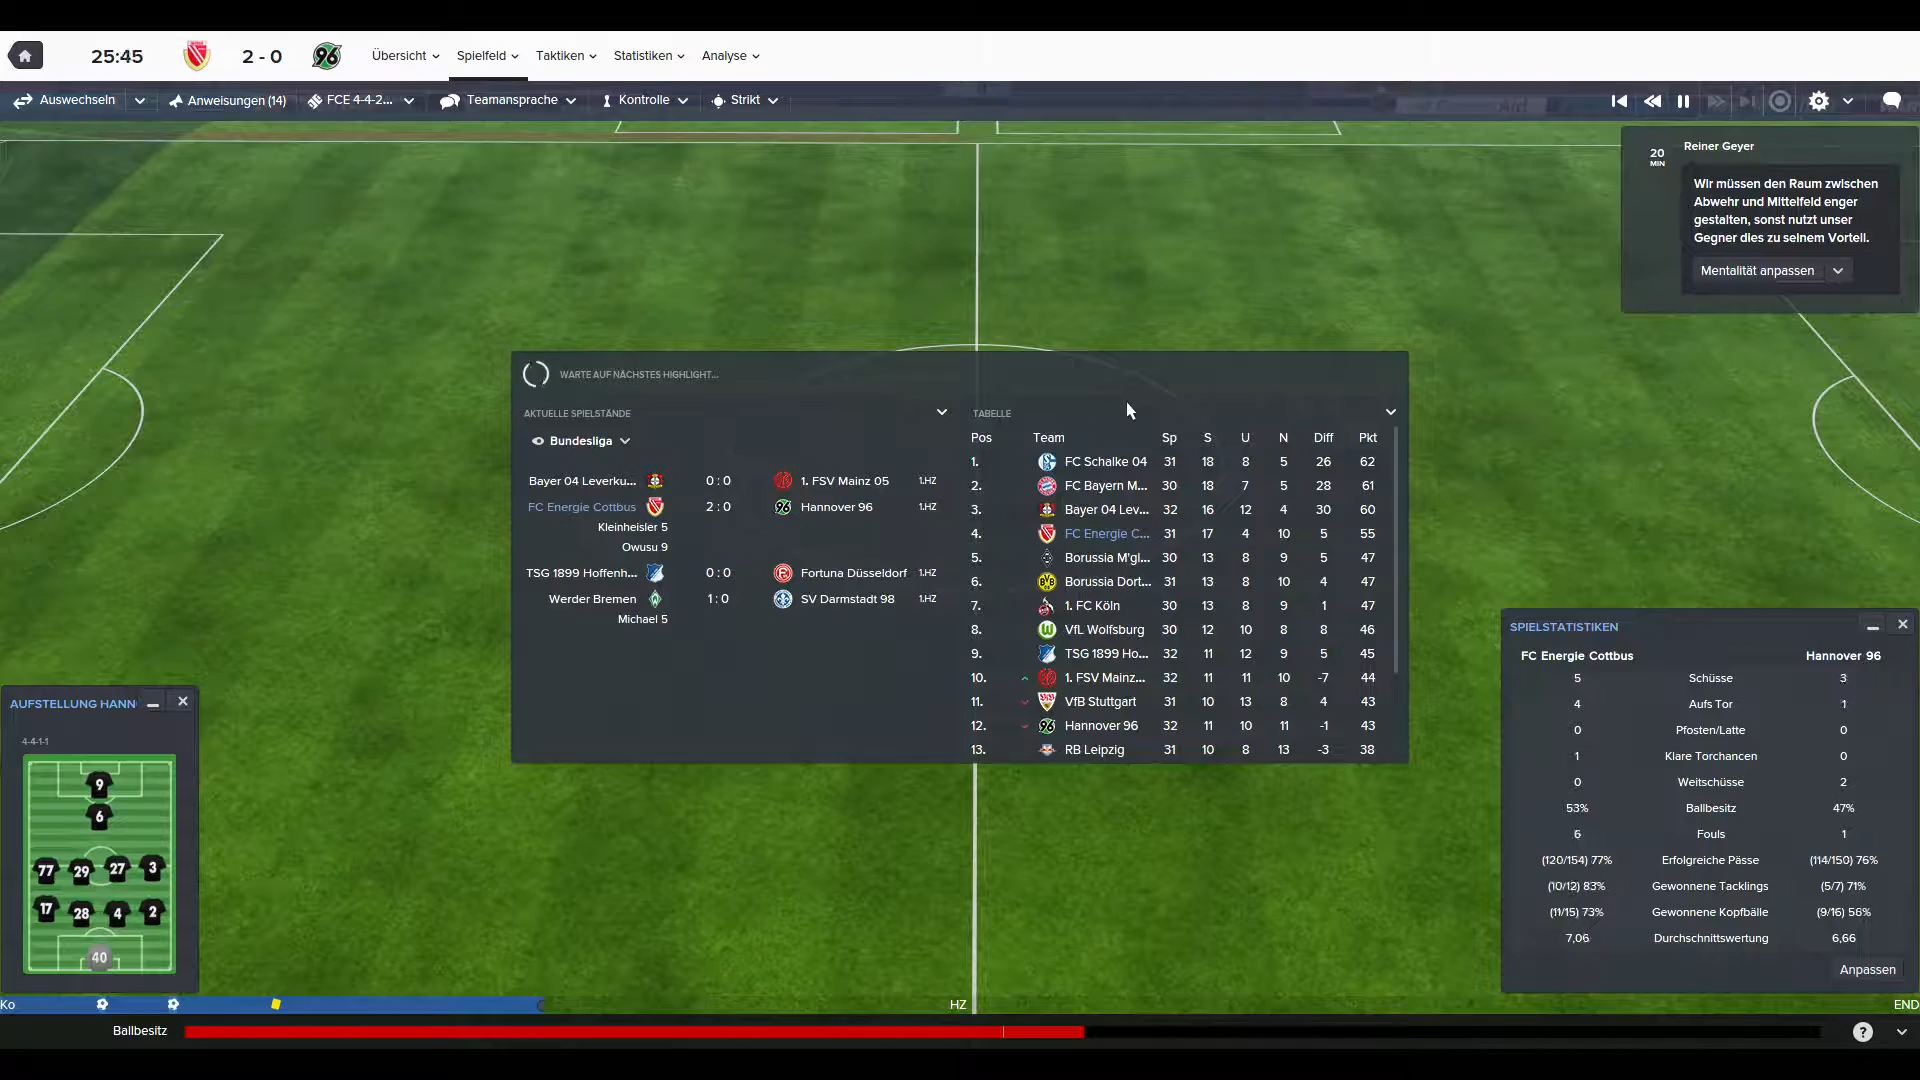 25:45 2 - 0 96 Übersicht Spielfeld Taktiken Statistiken Analyse
Auswechseln Anweisungen (14) FCE 4-4-2... Teamansprache Kontrolle Strikt
20 MIN
Reiner Geyer
Wir müssen den Raum zwischen
Abwehr und Mittelfeld enger
gestalten, sonst nutzt unser
Gegner dies zu seinem Vorteil.
Mentalität anpassen
WARTE AUF NÄCHSTES HIGHLIGHT...
AKTUELLE SPIELSTÄNDE
Bundesliga
Bayer 04 Leverku... 0 : 0 1. FSV Mainz 05 1.HZ
FC Energie Cottbus 2 : 0 Hannover 96 1.HZ
Kleinheisler 5
Owusu 9
TSG 1899 Hoffenh... 0 : 0 Fortuna Düsseldorf 1.HZ
Werder Bremen 1 : 0 SV Darmstadt 98 1.HZ
Michael 5
TABELLE
Pos Team Sp S U N Diff Pkt
1. FC Schalke 04 31 18 8 5 26 62
2. FC Bayern M... 30 18 7 5 28 61
3. Bayer 04 Lev... 32 16 12 4 30 60
4. FC Energie C... 31 17 4 10 5 55
5. Borussia M'gl... 30 13 8 9 5 47
6. Borussia Dort... 31 13 8 10 4 47
7. 1. FC Köln 30 13 8 9 1 47
8. VfL Wolfsburg 30 12 10 8 8 46
9. TSG 1899 Ho... 32 11 12 9 5 45
10. 1. FSV Mainz... 32 11 11 10 -7 44
11. VfB Stuttgart 31 10 13 8 4 43
12. Hannover 96 32 11 10 11 -1 43
13. RB Leipzig 31 10 8 13 -3 38
SPIELSTATISTIKEN
FC Energie Cottbus Hannover 96
5 Schüsse 3
4 Aufs Tor 1
0 Pfosten/Latte 0
1 Klare Torchancen 0
0 Weitschüsse 2
53% Ballbesitz 47%
6 Fouls 1
(120/154) 77% Erfolgreiche Pässe (114/150) 76%
(10/12) 83% Gewonnene Tacklings (5/7) 71%
(11/15) 73% Gewonnene Kopfbälle (9/16) 56%
7,06 Durchschnittswertung 6,66
Anpassen
AUFSTELLUNG HANN
4-4-1-1
9
6
77 29 27 3
17 28 4 2
40
Ko HZ END
Ballbesitz ?